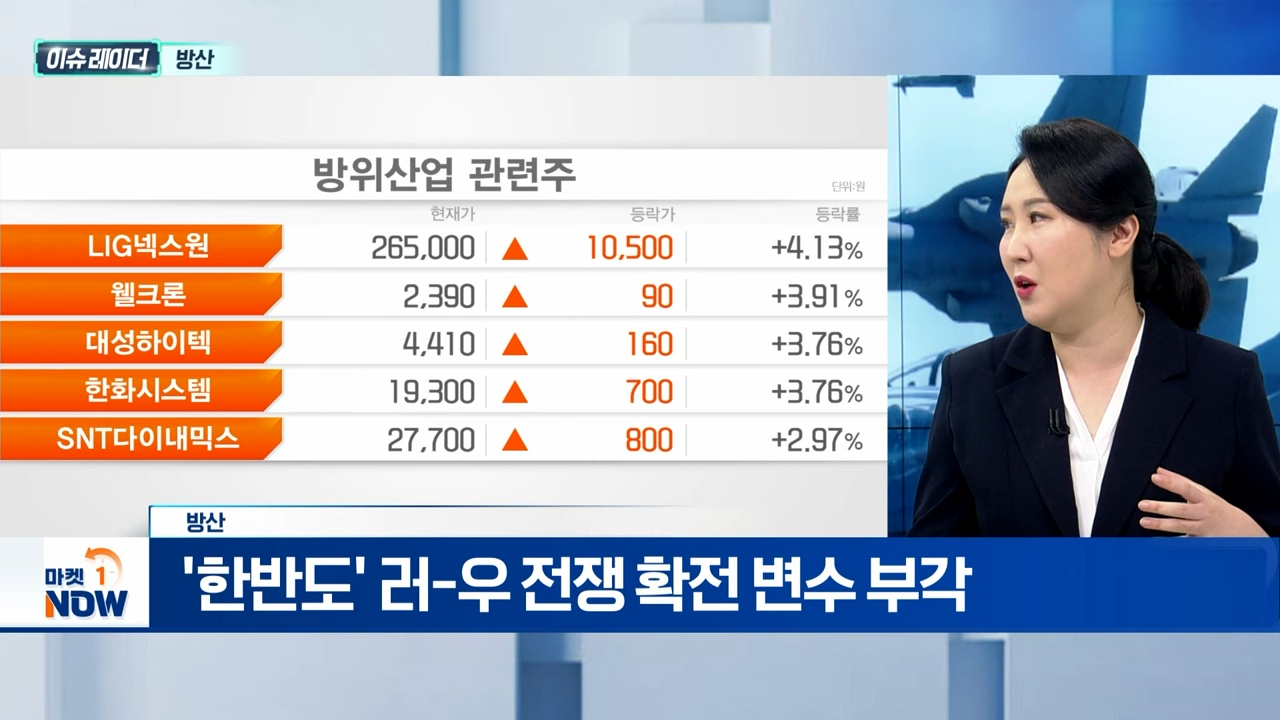 이슈레이더 방산
방위산업 관련주
단위:원
현재가 등락가 등락률
LIG넥스원 265,000 ▲ 10,500 +4.13%
웰크론 2,390 ▲ 90 +3.91%
대성하이텍 4,410 ▲ 160 +3.76%
한화시스템 19,300 ▲ 700 +3.76%
SNT다이내믹스 27,700 ▲ 800 +2.97%
방산
마켓 1
NOW
'한반도' 러-우 전쟁 확전 변수 부각